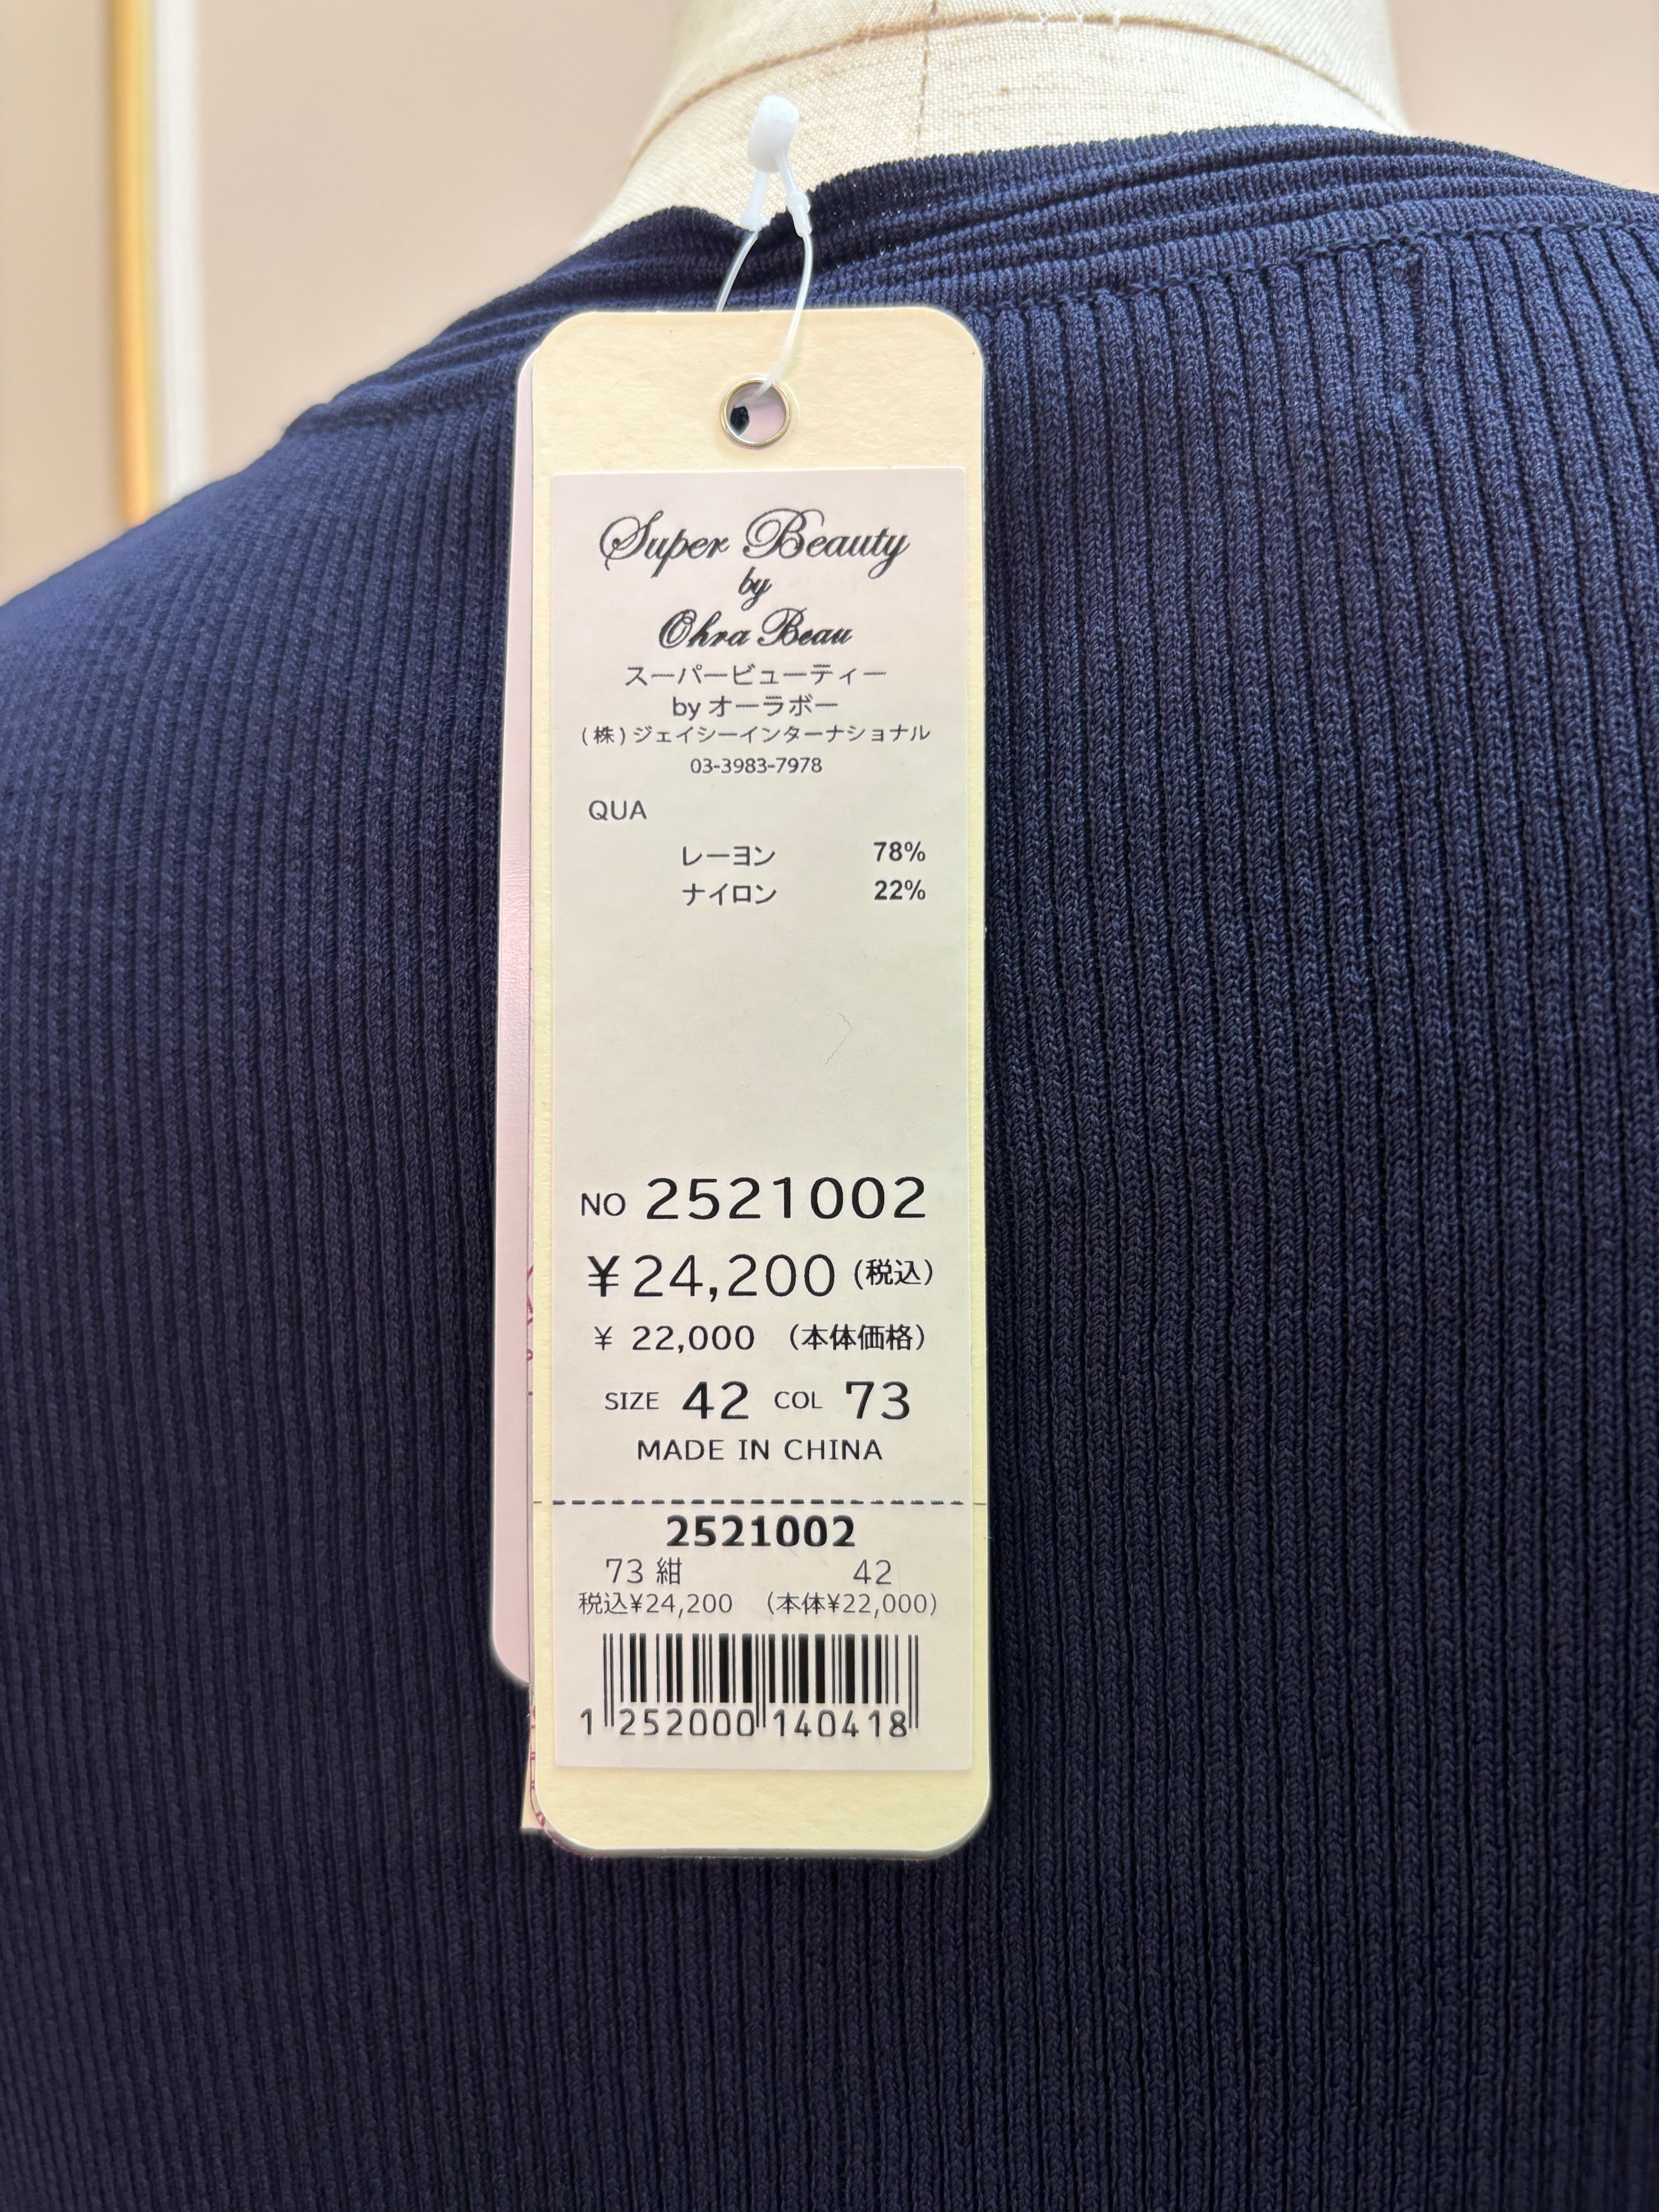 Super Beauty
by
Ohra Beau
スーパービューティー
by オーラボー
(株)ジェイシーインターナショナル
03-3983-7978
QUA
レーヨン 78%
ナイロン 22%
NO 2521002
¥24,200 (税込)
¥ 22,000 (本体価格)
SIZE 42 COL 73
MADE IN CHINA
2521002
73 紺 42
税込¥24,200 (本体¥22,000)
1 252000 140418